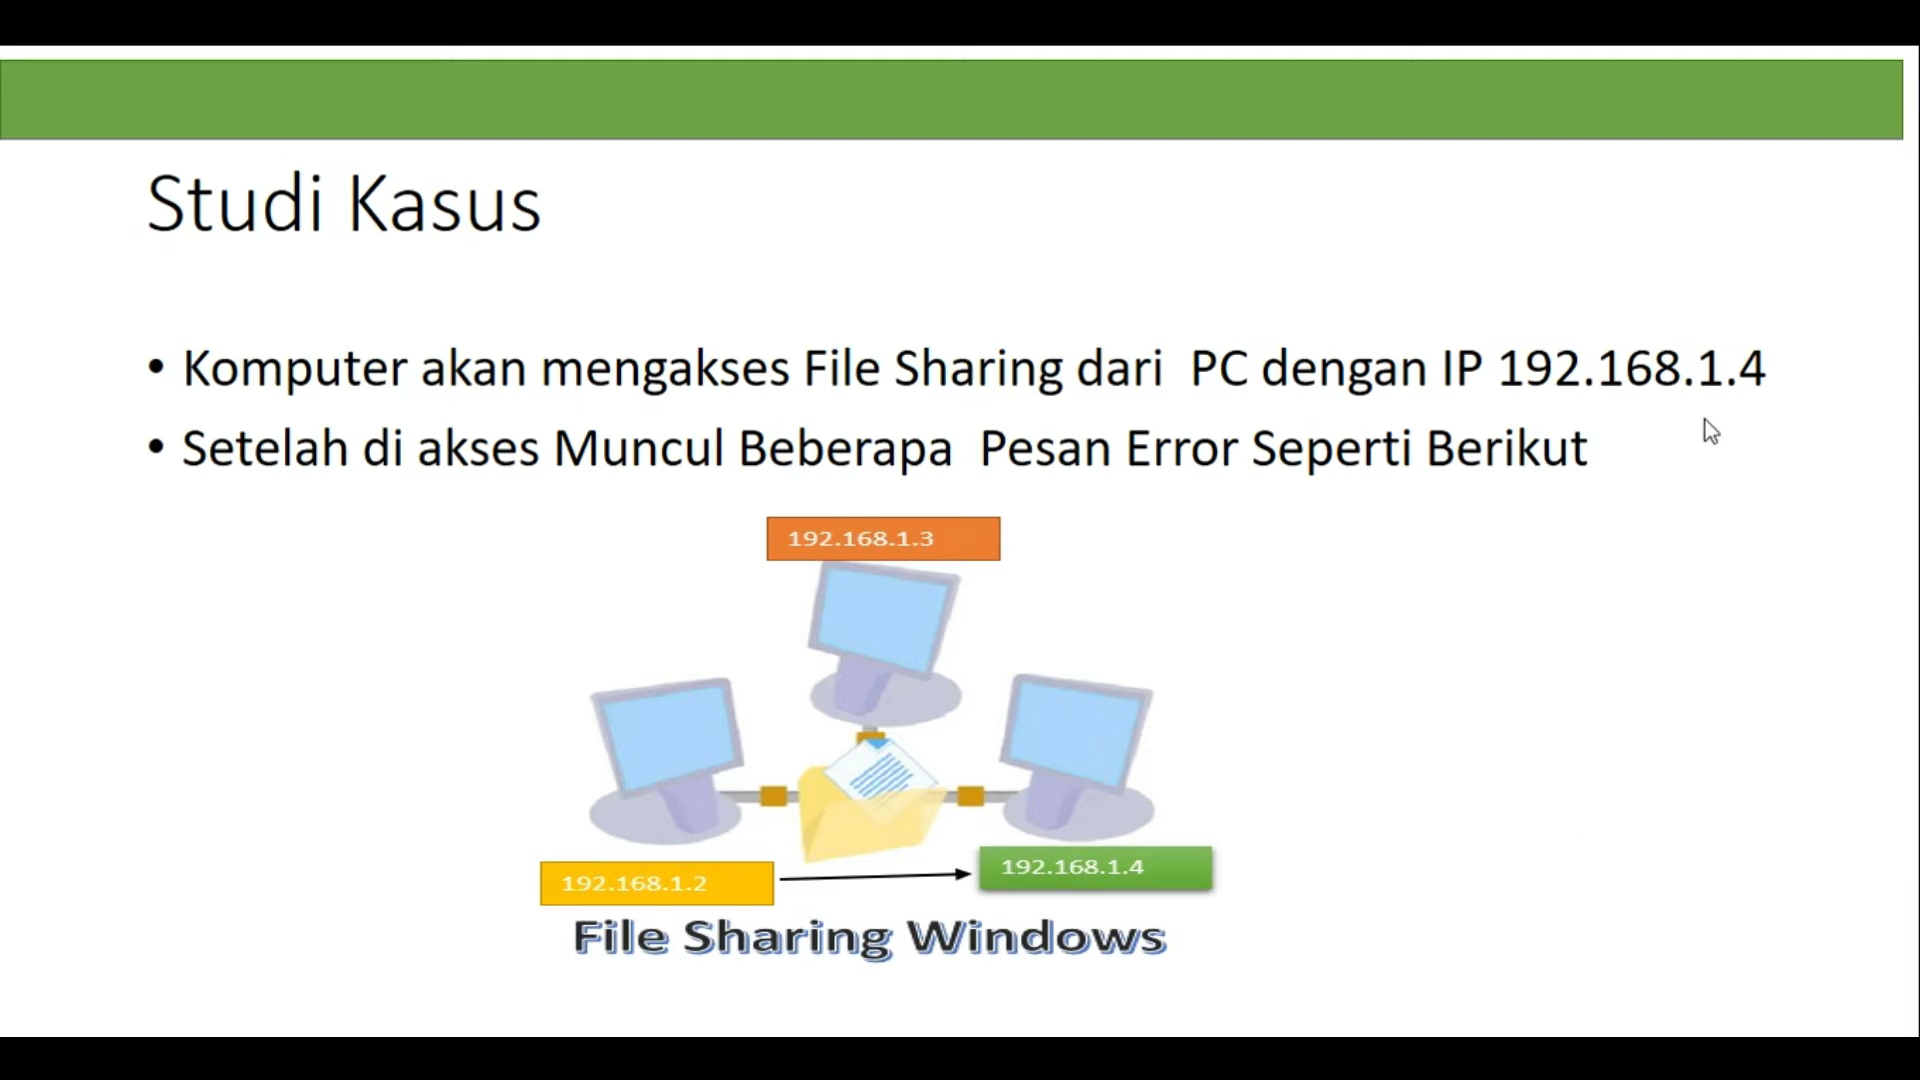 Studi Kasus
• Komputer akan mengakses File Sharing dari  PC dengan IP 192.168.1.4
• Setelah di akses Muncul Beberapa  Pesan Error Seperti Berikut
192.168.1.3
192.168.1.2
192.168.1.4
File Sharing Windows